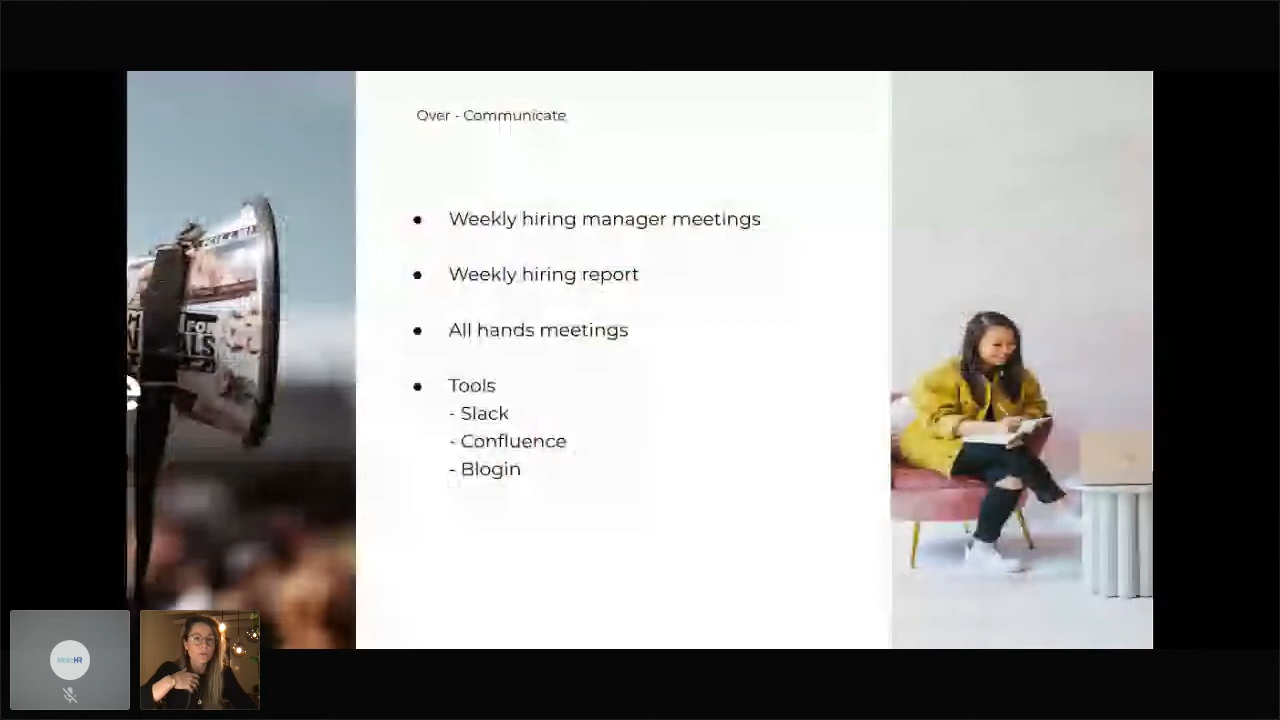 Over - Communicate
Weekly hiring manager meetings
Weekly hiring report
All hands meetings
Tools
- Slack
- Confluence
- Blogin